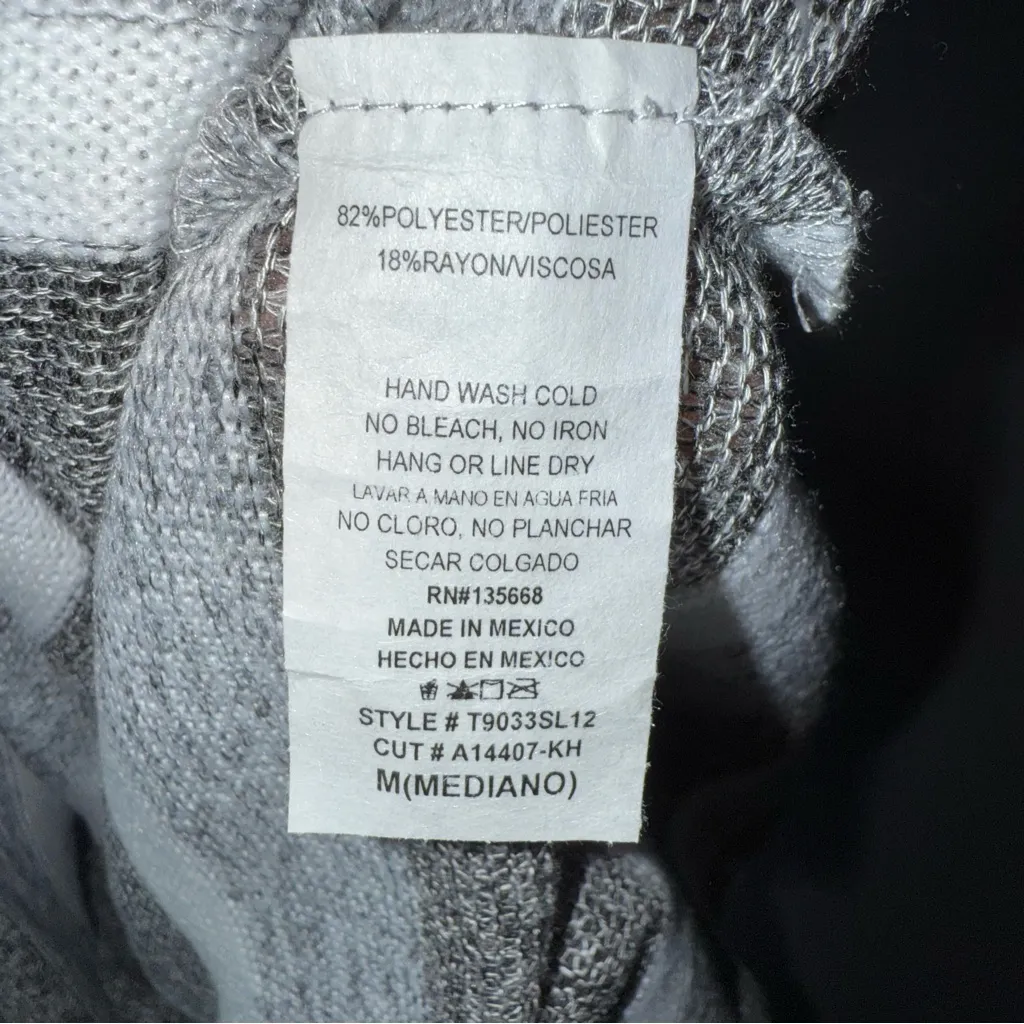 82%POLYESTER/POLIESTER
18%RAYON/VISCOSA
HAND WASH COLD
NO BLEACH, NO IRON
HANG OR LINE DRY
LAVAR A MANO EN AGUA FRIA
NO CLORO, NO PLANCHAR
SECAR COLGADO
RN#135668
MADE IN MEXICO
HECHO EN MEXICO
STYLE # T9033SL12
CUT # A14407-KH
M(MEDIANO)